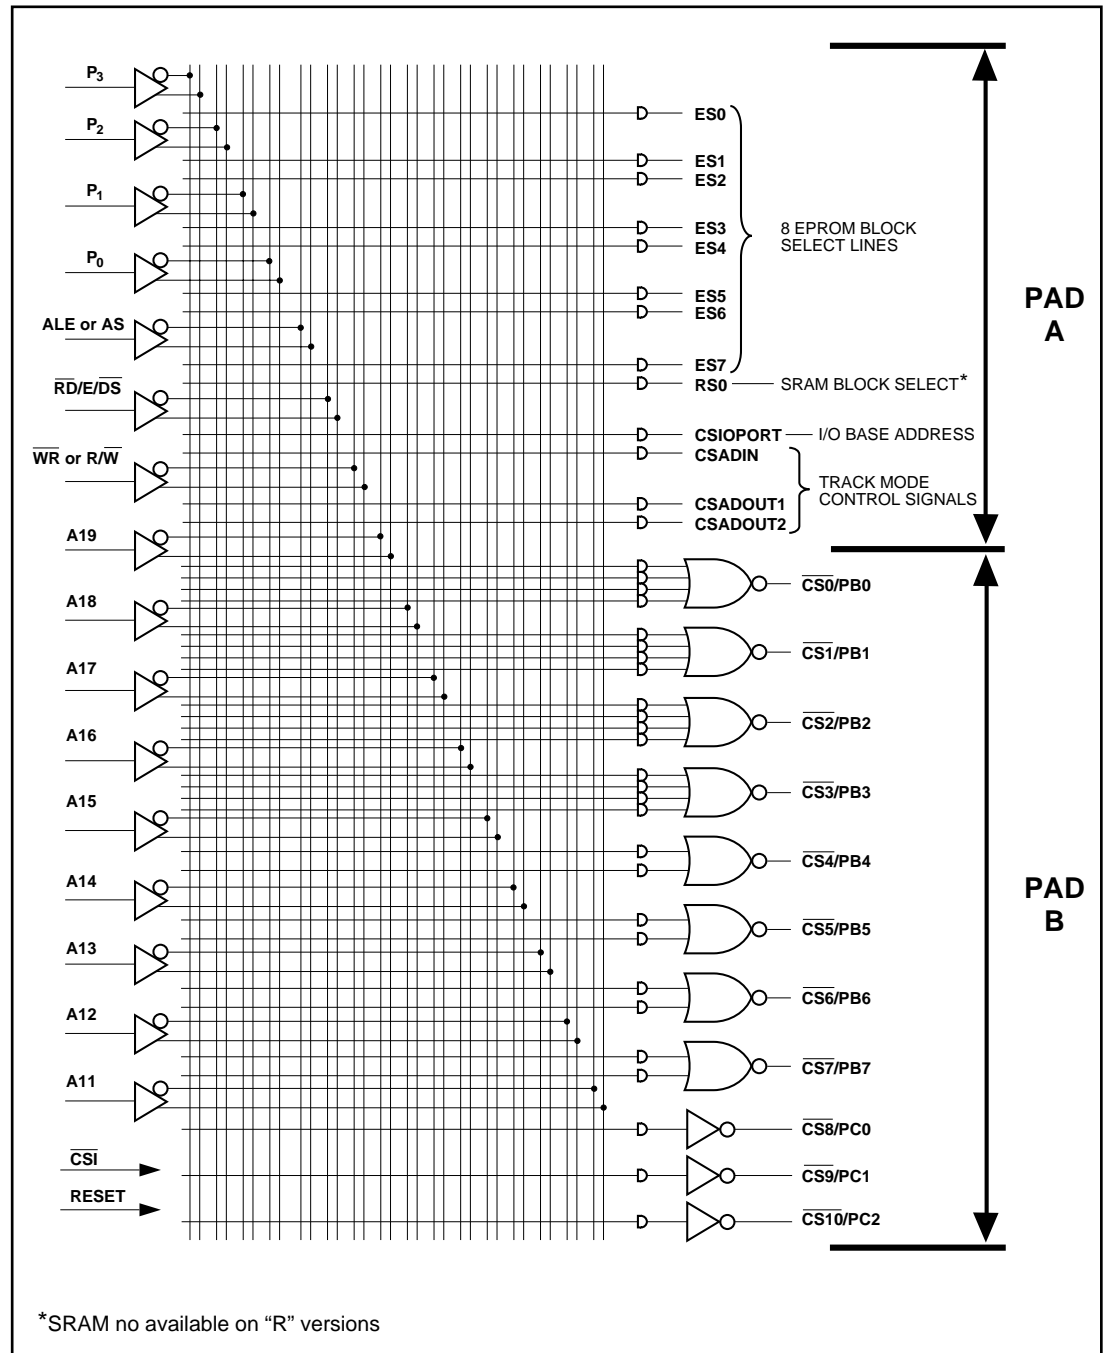 P3
P2
P1
P0
ALE or AS
RD/E/DS
WR or R/W
A19
A18
A17
A16
A15
A14
A13
A12
A11
CSI
RESET
ES0
ES1
ES2
ES3
ES4
ES5
ES6
ES7
8 EPROM BLOCK
SELECT LINES
RS0
SRAM BLOCK SELECT*
CSIOPORT
I/O BASE ADDRESS
CSADIN
CSADOUT1
CSADOUT2
TRACK MODE
CONTROL SIGNALS
CS0/PB0
CS1/PB1
CS2/PB2
CS3/PB3
CS4/PB4
CS5/PB5
CS6/PB6
CS7/PB7
CS8/PC0
CS9/PC1
CS10/PC2
PAD
A
PAD
B
*SRAM no available on “R” versions